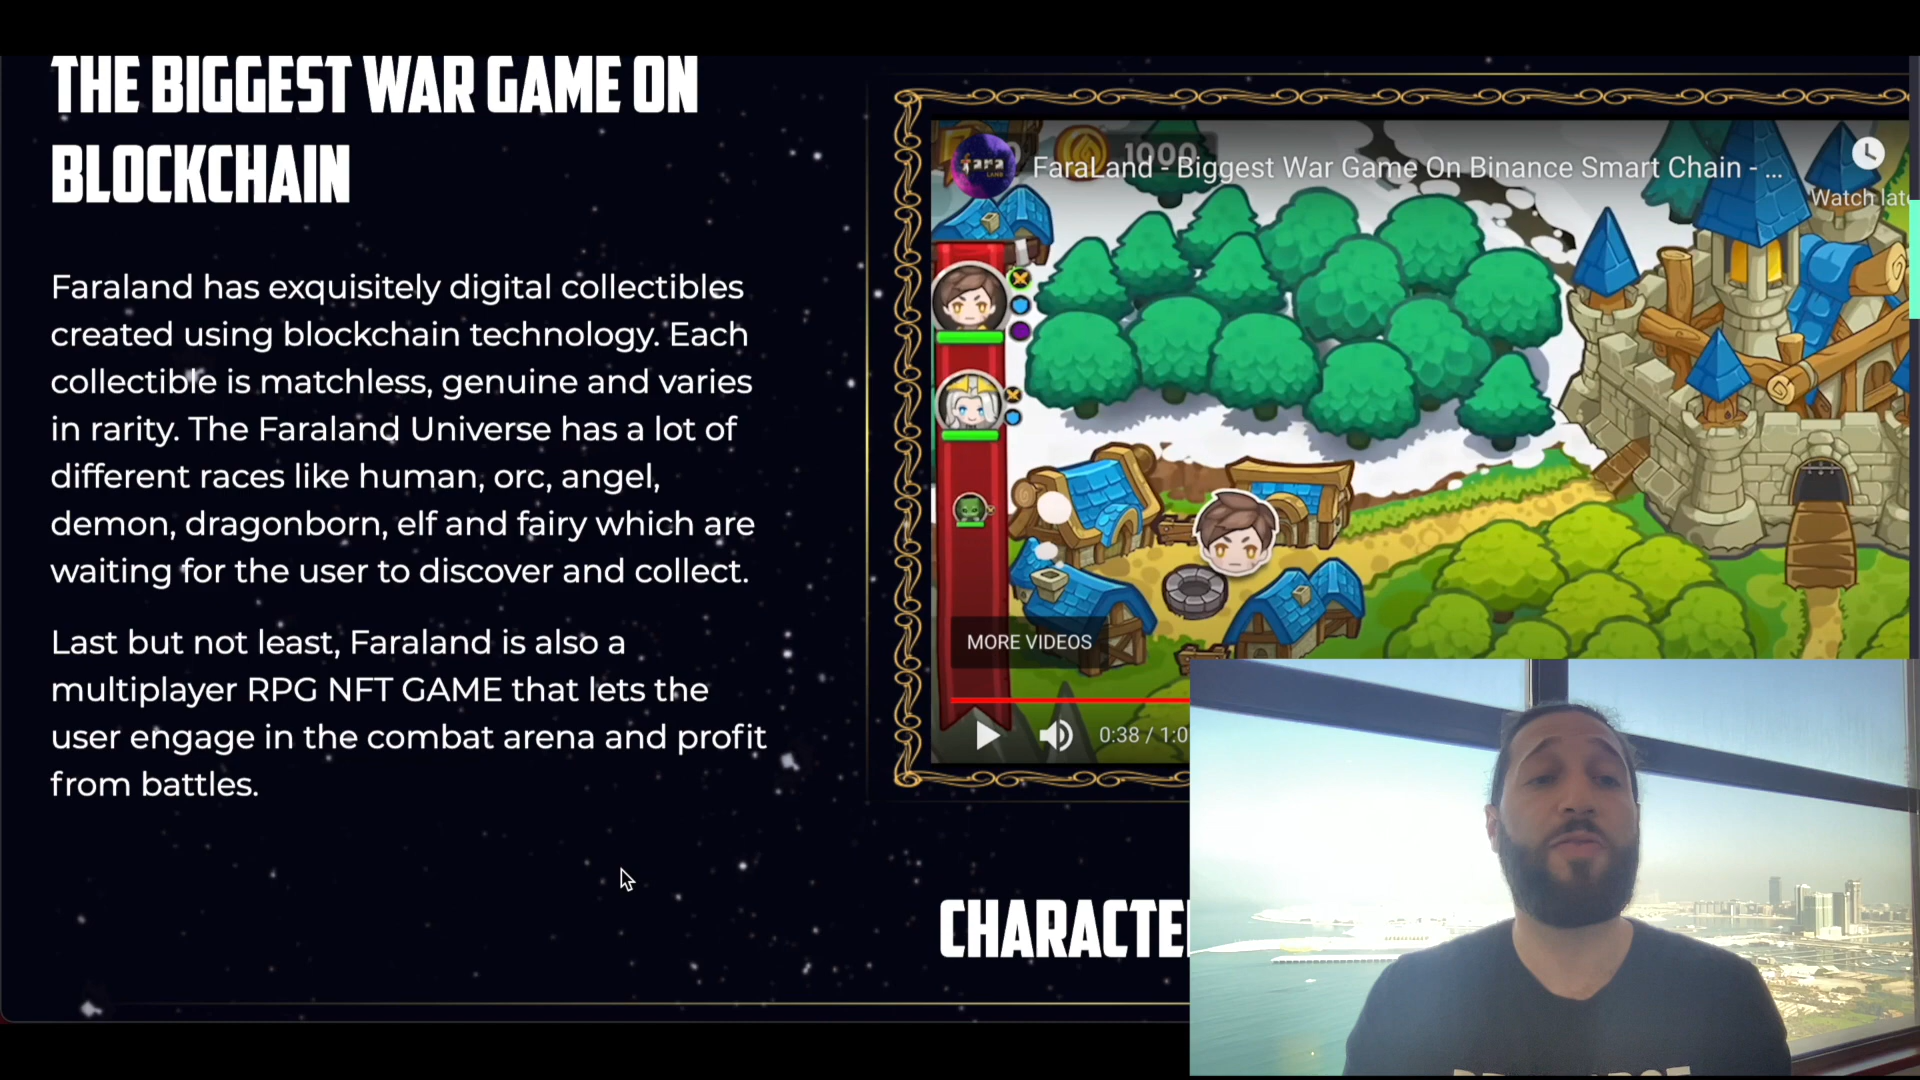 THE BIGGEST WAR GAME ON
BLOCKCHAIN
Faraland has exquisitely digital collectibles
created using blockchain technology. Each
collectible is matchless, genuine and varies
in rarity. The Faraland Universe has a lot of
different races like human, orc, angel,
demon, dragonborn, elf and fairy which are
waiting for the user to discover and collect.
Last but not least, Faraland is also a
multiplayer RPG NFT GAME that lets the
user engage in the combat arena and profit
from battles.
1000
fara
LAND
FaraLand - Biggest War Game On Binance Smart Chain - ...
Watch late
MORE VIDEOS
0:38 / 1:0
CHARACTE